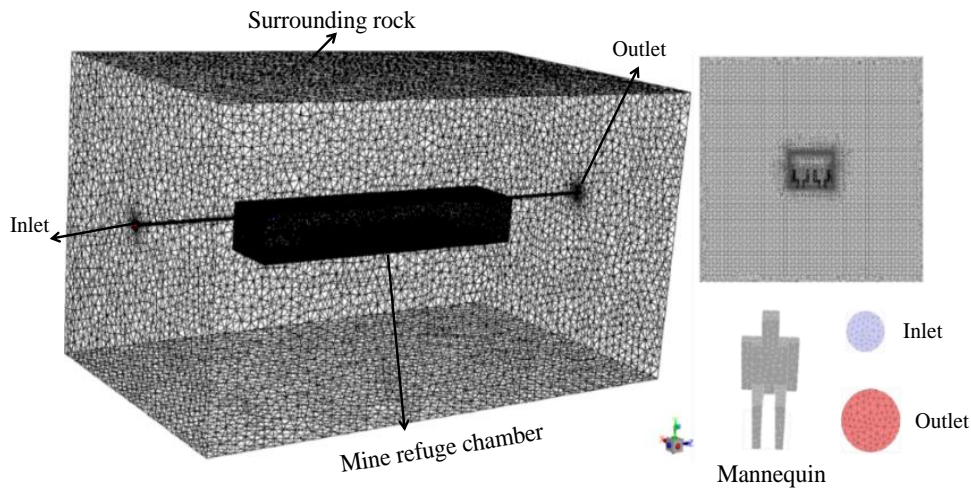 Surrounding rock
Outlet
Inlet
Mine refuge chamber
Inlet
Outlet
Mannequin